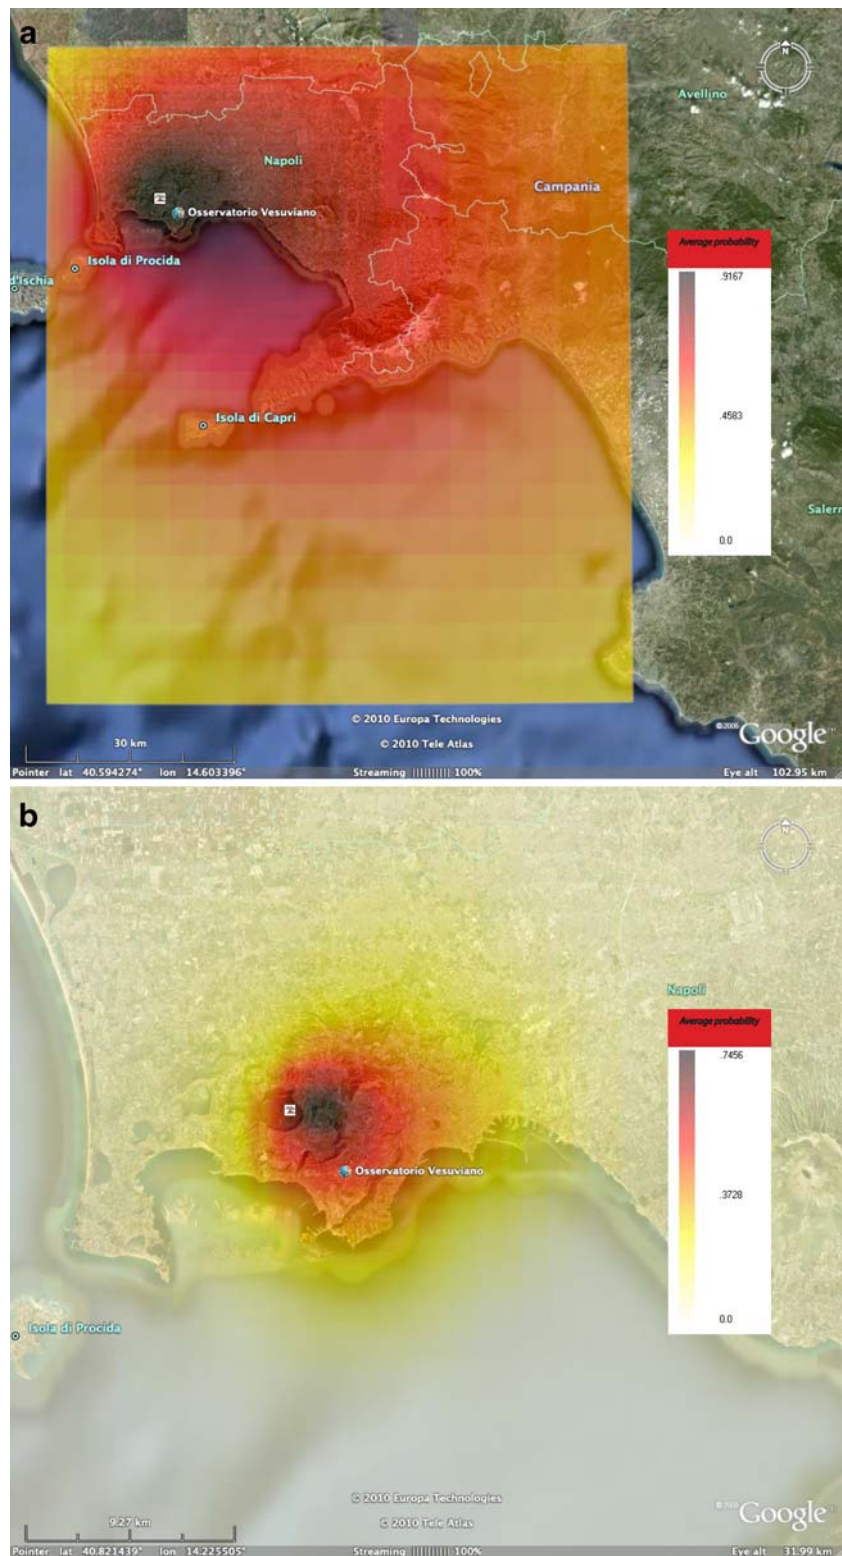 a
N
Avellino
Napoli
Campania
Osservatorio Vesuviano
Isola di Procida
d'Ischia
Average probability
.9167
.4583
0.0
Isola di Capri
Salern
© 2010 Europa Technologies
©2009 Google™
30 km
© 2010 Tele Atlas
Pointer lat 40.594274° lon 14.603396° Streaming 100% Eye alt 102.95 km
b
N
Napoli
Average probability
.7456
.3728
0.0
Osservatorio Vesuviano
Isola di Procida
© 2010 Europa Technologies
Google™
9.27 km
© 2010 Tele Atlas
Pointer lat 40.821439° lon 14.225505° Streaming 100% Eye alt 31.99 km